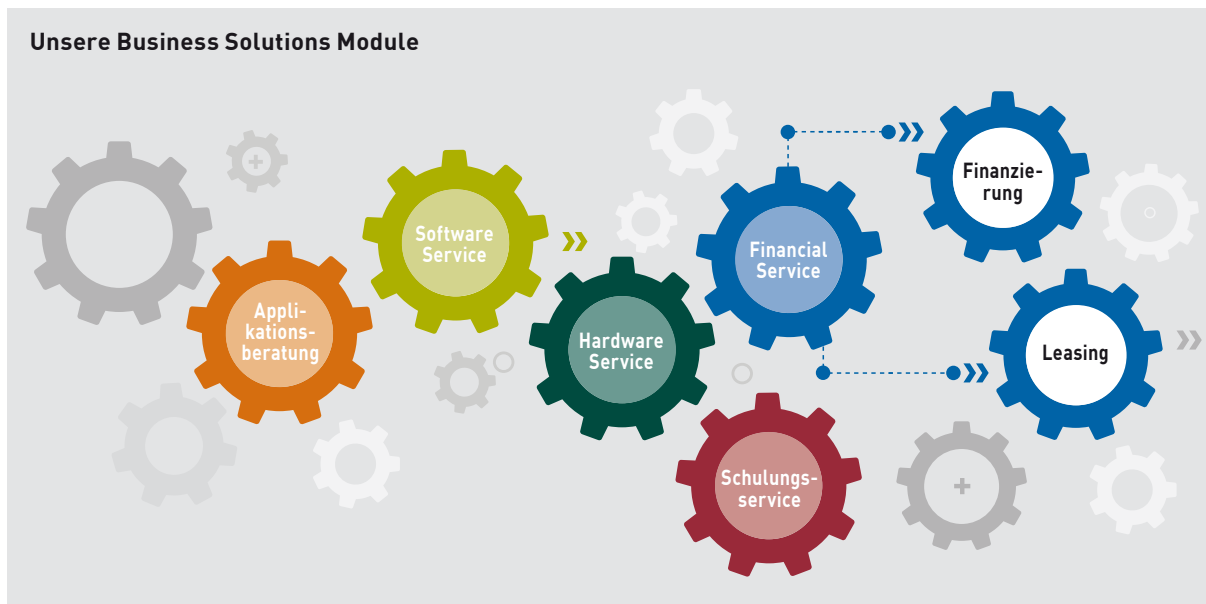 Unsere Business Solutions Module
Appli-
kations-
beratung
Software
Service
Hardware
Service
Financial
Service
Schulungs-
service
Finanzie-
rung
Leasing